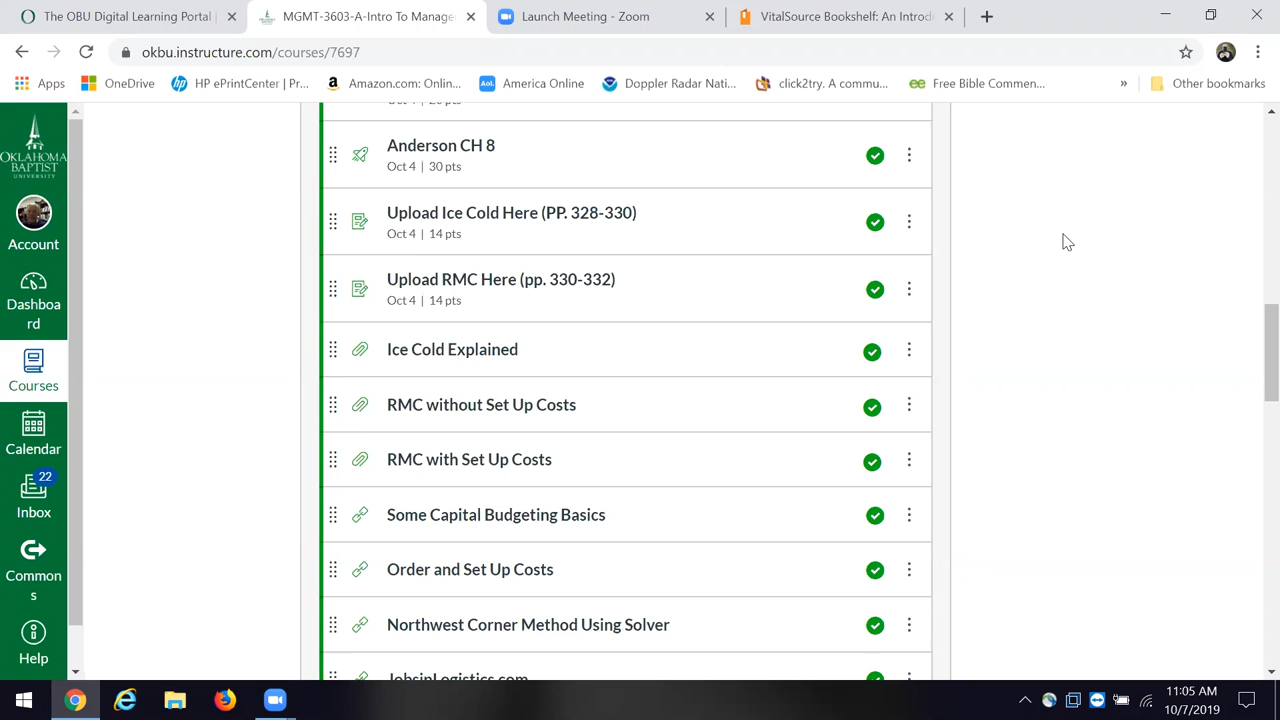 The OBU Digital Learning Portal
MGMT-3603-A-Intro To Manage
Launch Meeting - Zoom
VitalSource Bookshelf: An Introd
okbu.instructure.com/courses/7697
Apps
OneDrive
HP ePrintCenter | Pr...
Amazon.com: Onlin...
America Online
Doppler Radar Nati...
click2try. A commu...
Free Bible Commen...
»
Other bookmarks
OKLAHOMA
BAPTIST
UNIVERSITY
Account
Dashboa
rd
Courses
Calendar
22
Inbox
Common
s
Help
Anderson CH 8
Oct 4 | 30 pts
Upload Ice Cold Here (PP. 328-330)
Oct 4 | 14 pts
Upload RMC Here (pp. 330-332)
Oct 4 | 14 pts
Ice Cold Explained
RMC without Set Up Costs
RMC with Set Up Costs
Some Capital Budgeting Basics
Order and Set Up Costs
Northwest Corner Method Using Solver
JobsinLogistics.com
11:05 AM
10/7/2019